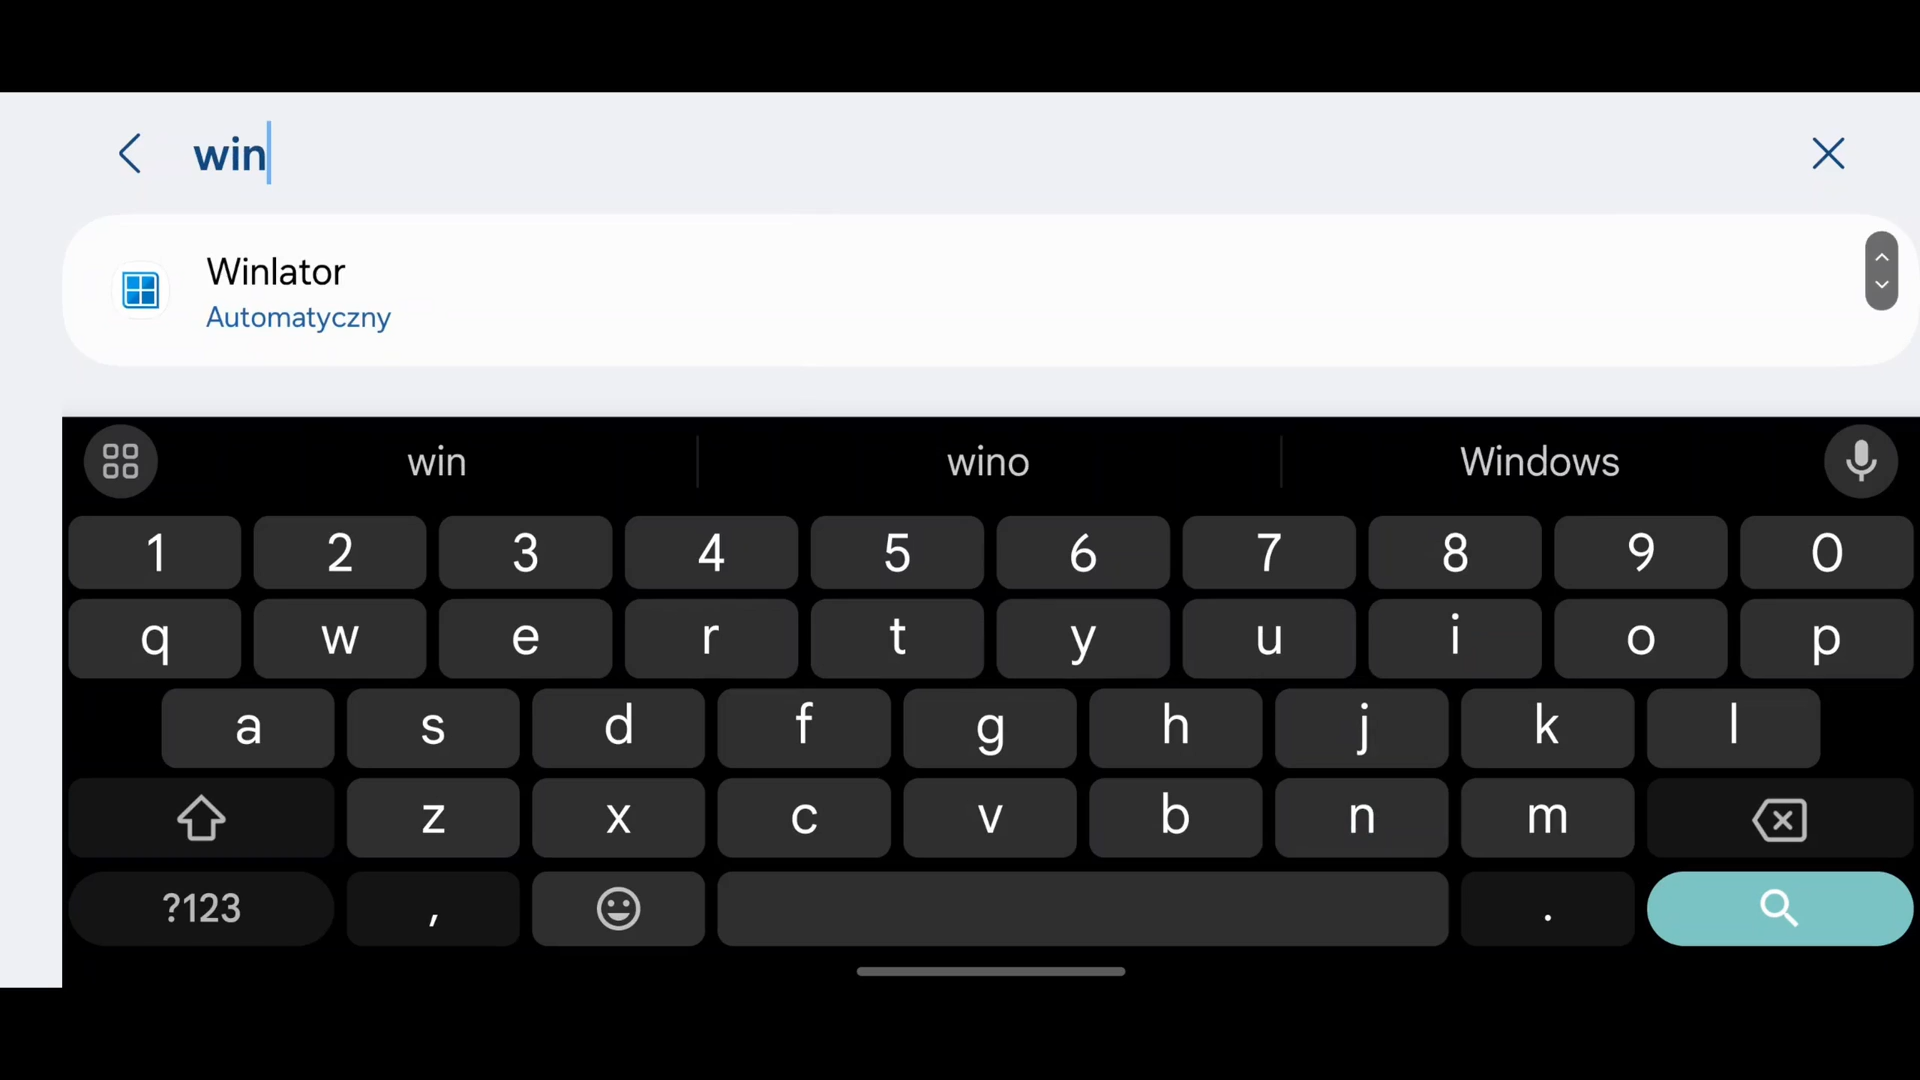 win
Winlator
Automatyczny
win wino Windows
1 2 3 4 5 6 7 8 9 0
q w e r t y u i o p
a s d f g h j k l
z x c v b n m
?123 , .